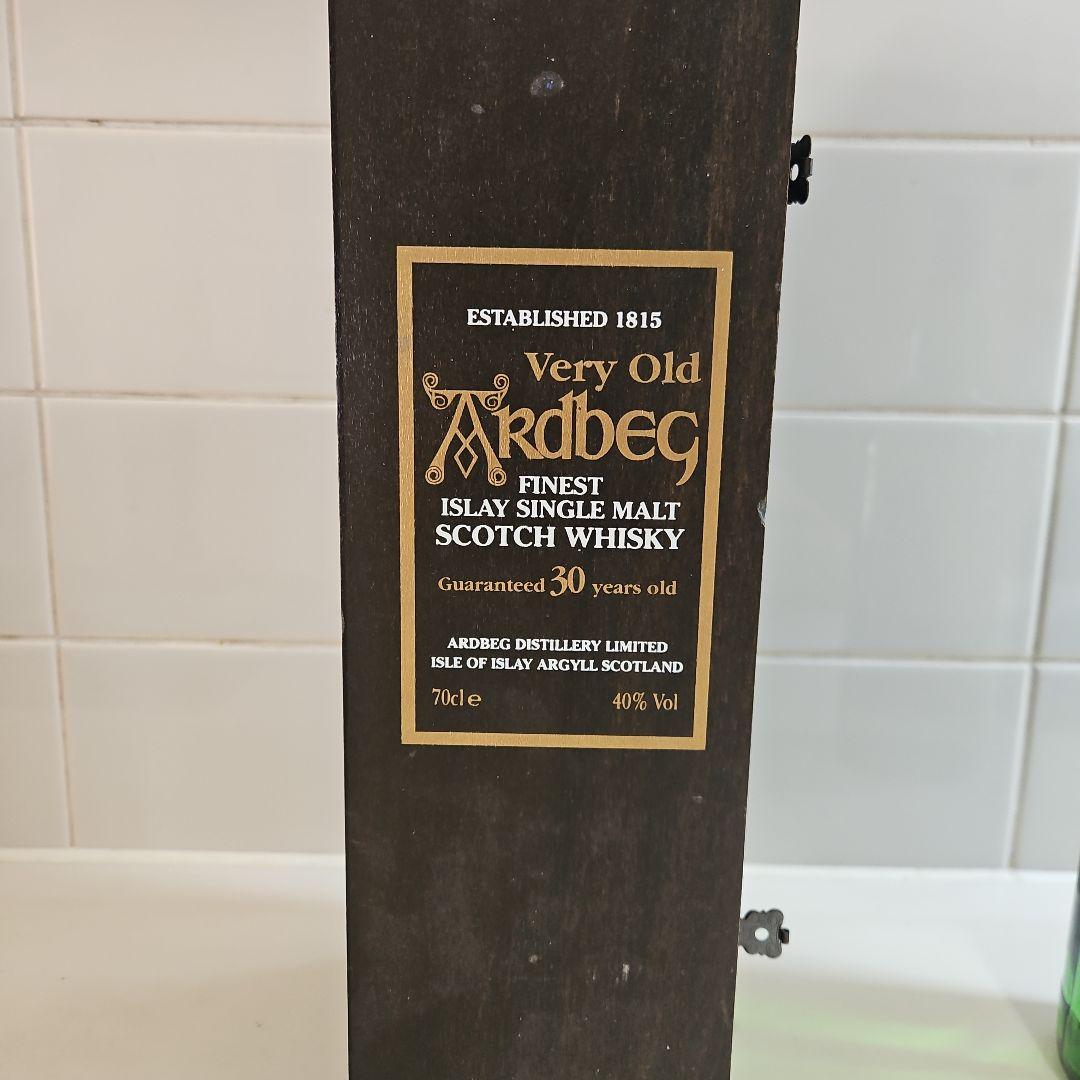 ESTABLISHED 1815
Very Old
Ardbeg
FINEST
ISLAY SINGLE MALT
SCOTCH WHISKY
Guaranteed 30 years old
ARDBEG DISTILLERY LIMITED
ISLE OF ISLAY ARGYLL SCOTLAND
70cl e 40% Vol